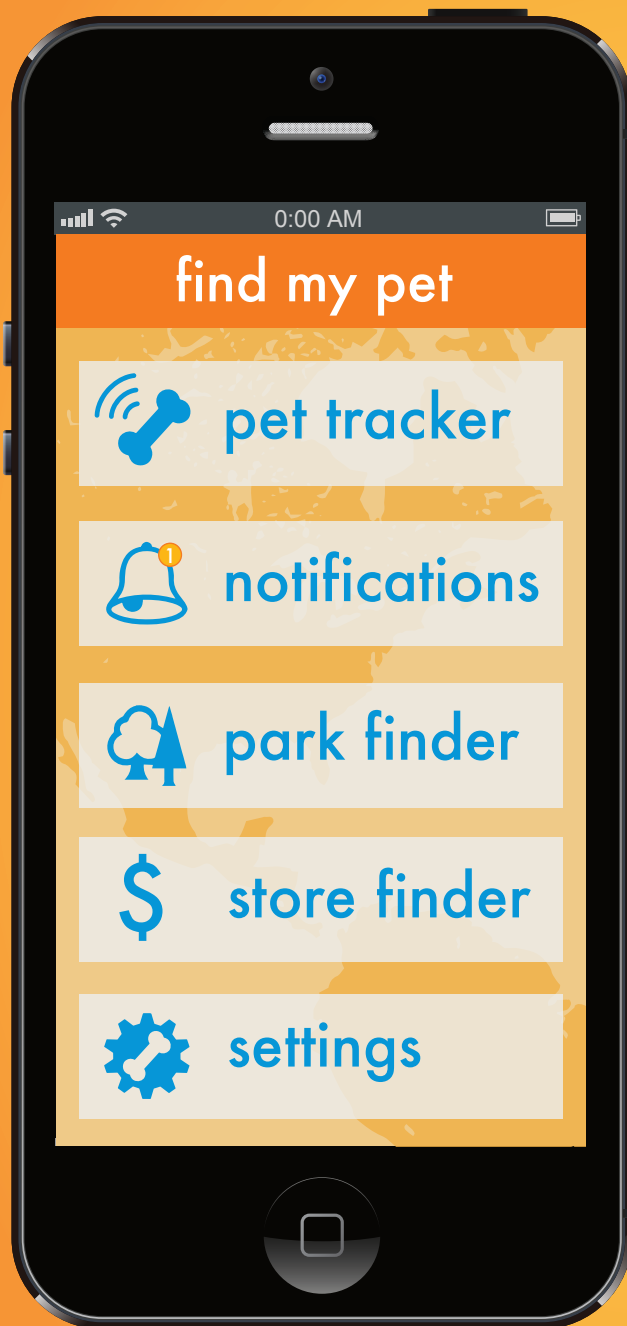 0:00 AM
find my pet
pet tracker
1
notifications
park finder
$ store finder
settings